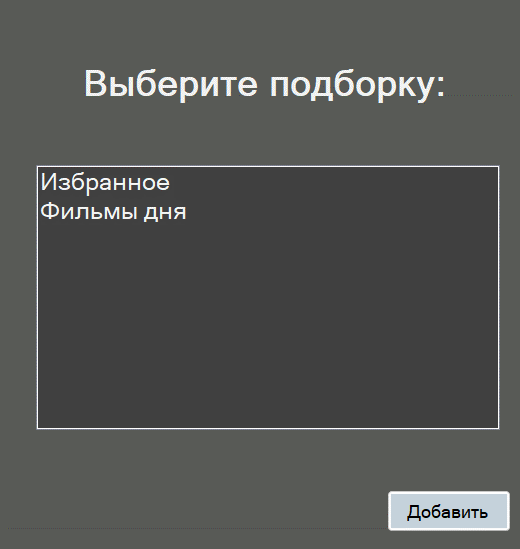 Выберите подборку:
Избранное
Фильмы дня
Добавить